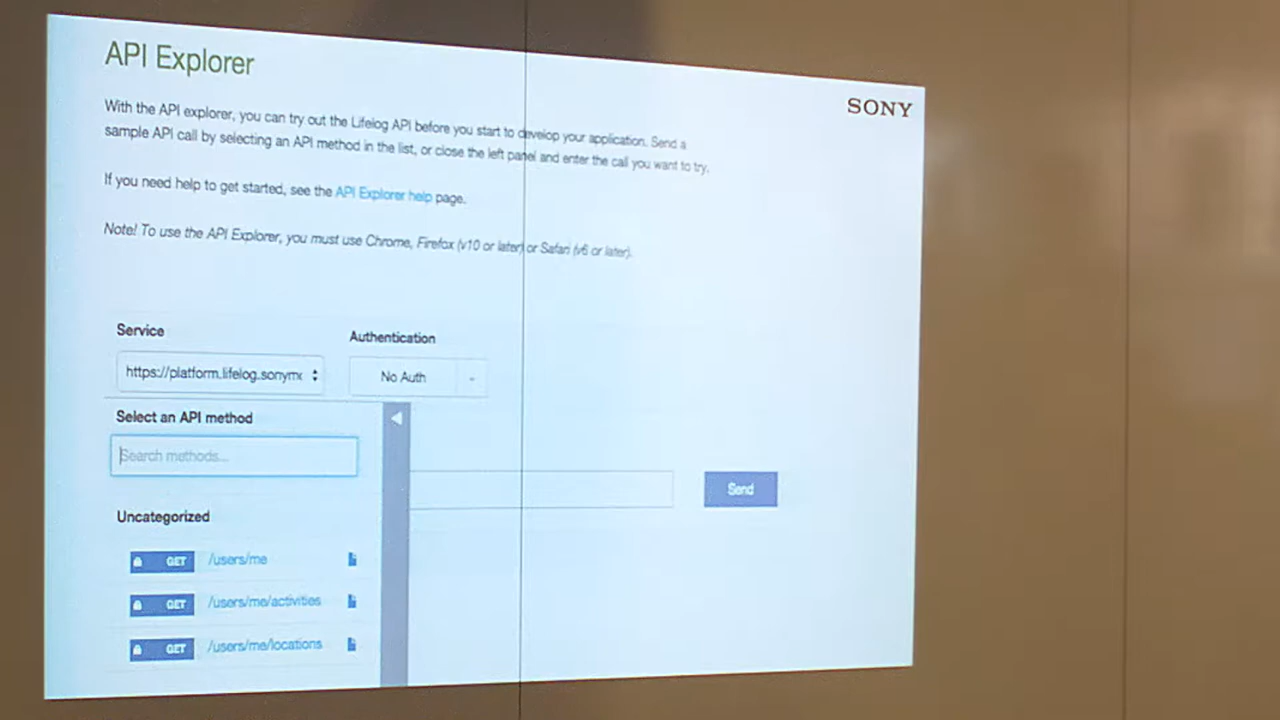 API Explorer
SONY
With the API explorer, you can try out the Lifelog API before you start to develop your application. Send a
sample API call by selecting an API method in the list, or close the left panel and enter the call you want to try.
If you need help to get started, see the API Explorer help page.
Note! To use the API Explorer, you must use Chrome, Firefox (v10 or later) or Safari (v6 or later).
Service
Authentication
https://platform.lifelog.sonymo
No Auth
Select an API method
Search methods...
Send
Uncategorized
GET /users/me
GET /users/me/activities
GET /users/me/locations